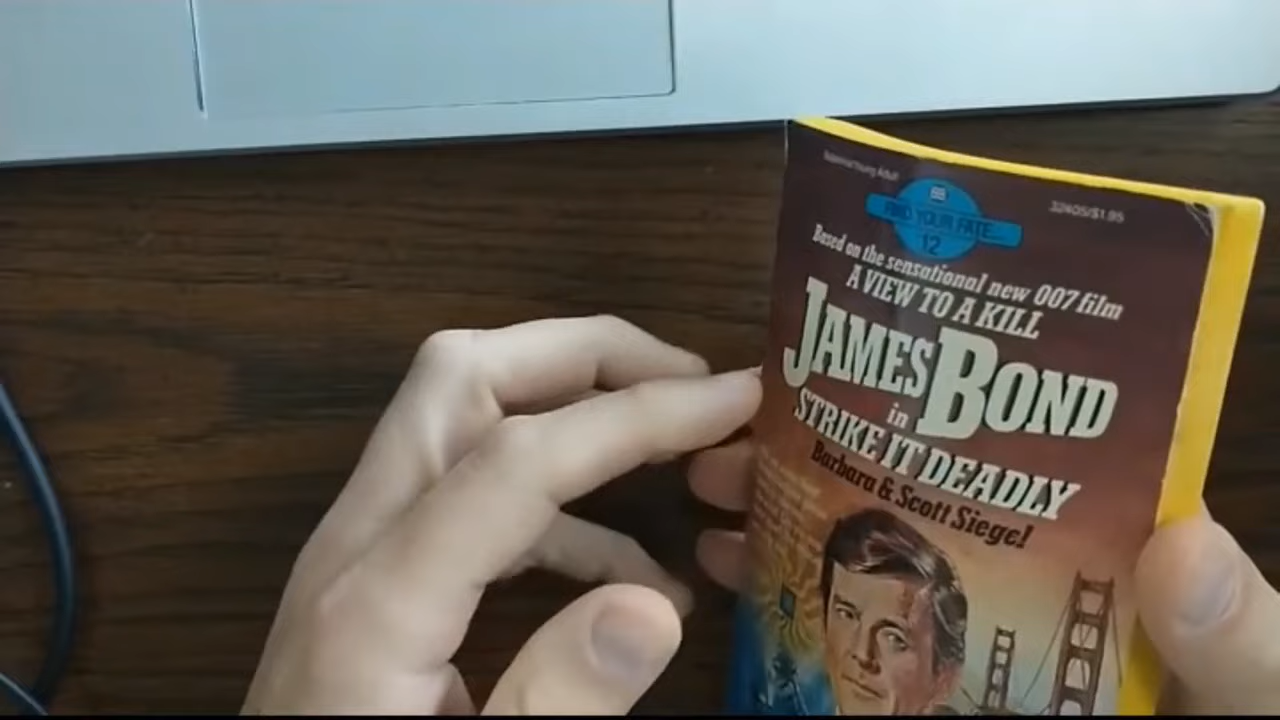 BB
FIND YOUR FATE...
12
32405/$1.95
Based on the sensational new 007 film
A VIEW TO A KILL
JAMES BOND
in
STRIKE IT DEADLY
Barbara & Scott Siegel